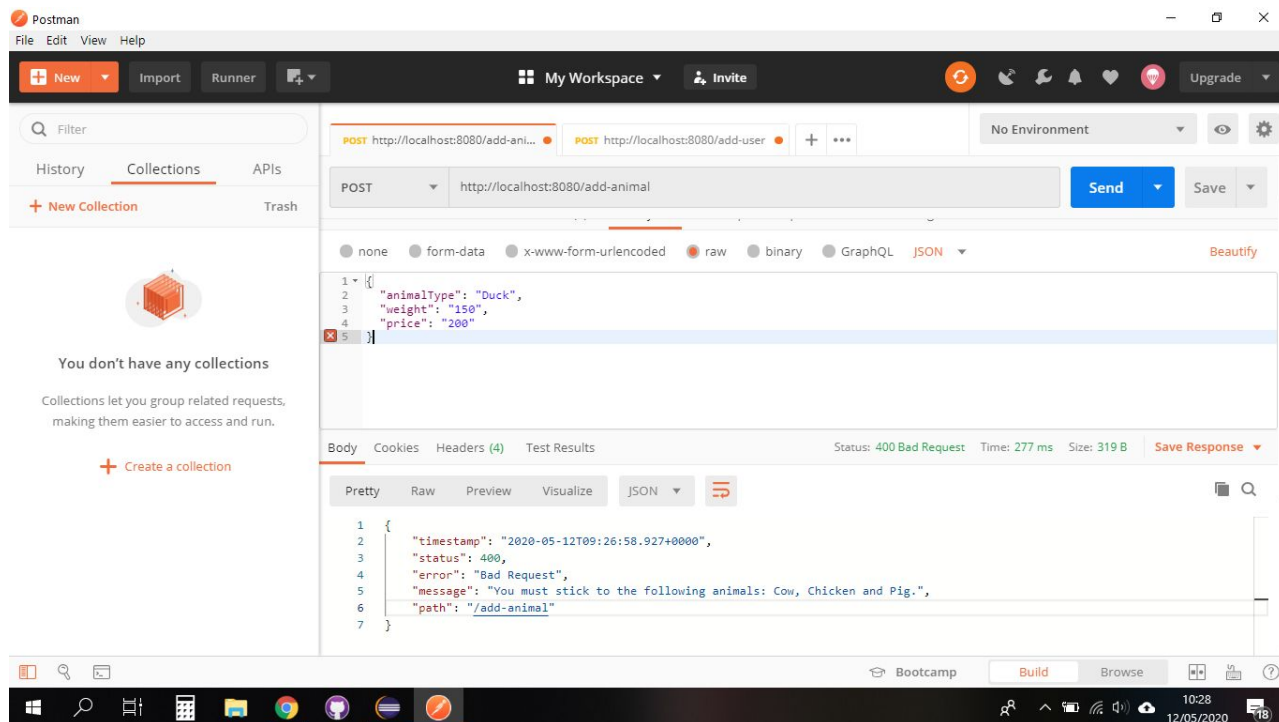 Postman
File Edit View Help
New Import Runner My Workspace Invite Upgrade
Filter
History Collections APIs
+ New Collection Trash
You don't have any collections
Collections let you group related requests,
making them easier to access and run.
+ Create a collection
POST http://localhost:8080/add-ani... POST http://localhost:8080/add-user + ...
No Environment
POST http://localhost:8080/add-animal Send Save
none form-data x-www-form-urlencoded raw binary GraphQL JSON Beautify
1 {
2 "animalType": "Duck",
3 "weight": "150",
4 "price": "200"
5 }
Body Cookies Headers (4) Test Results Status: 400 Bad Request Time: 277 ms Size: 319 B Save Response
Pretty Raw Preview Visualize JSON
1 {
2 "timestamp": "2020-05-12T09:26:58.927+0000",
3 "status": 400,
4 "error": "Bad Request",
5 "message": "You must stick to the following animals: Cow, Chicken and Pig.",
6 "path": "/add-animal"
7 }
Bootcamp Build Browse
10:28
12/05/2020
18